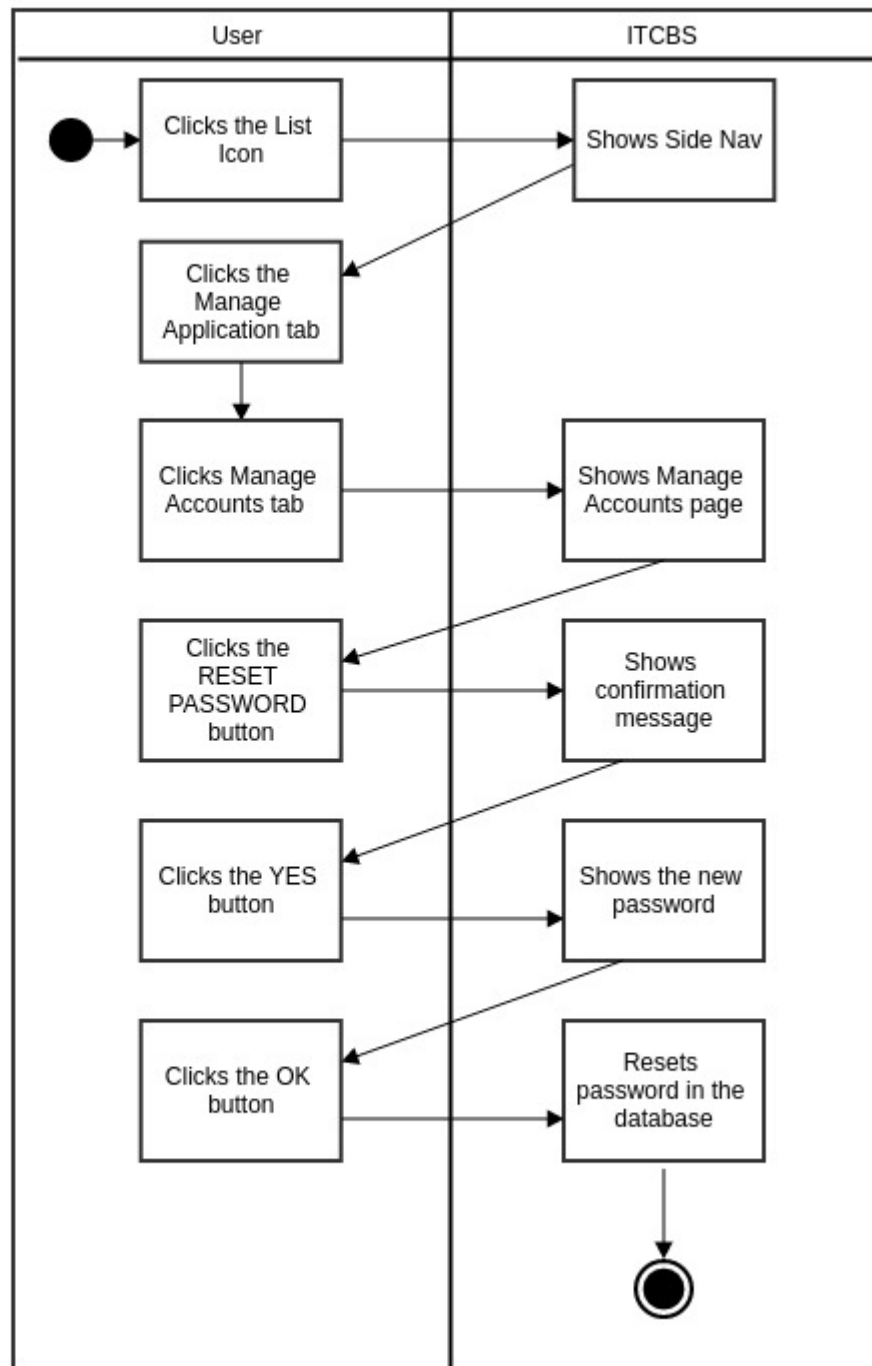 User
ITCBS
Clicks the List
Icon
Shows Side Nav
Clicks the
Manage
Application tab
Clicks Manage
Accounts tab
Shows Manage
Accounts page
Clicks the
RESET
PASSWORD
button
Shows
confirmation
message
Clicks the YES
button
Shows the new
password
Clicks the OK
button
Resets
password in the
database